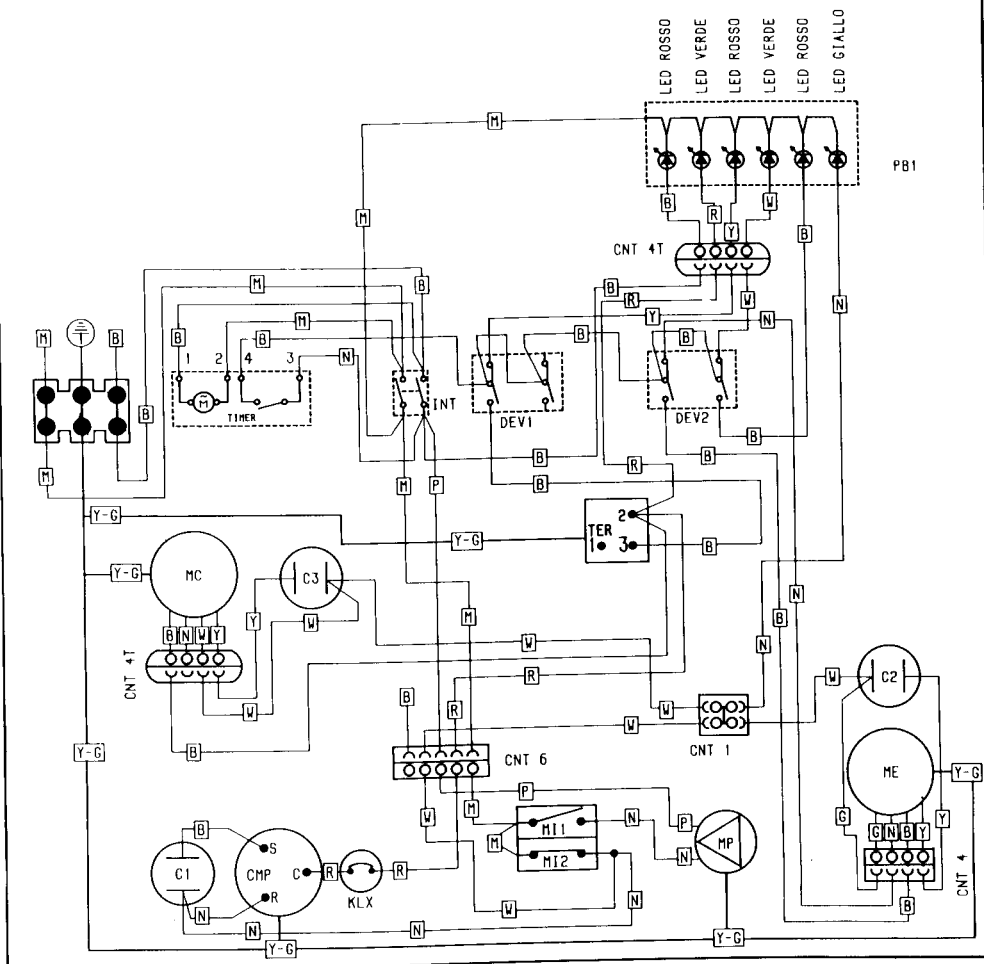 LED ROSSO
LED VERDE
LED ROSSO
LED VERDE
LED ROSSO
LED GIALLO
M
PB1
B
W
R
M
Y
B
CNT 4T
B
M
B
W
R
N
M
Y
N
M
B
B
B
B
B
1
2
4
3
N
M
TIMER
INT
B
DEV1
DEV2
B
M
B
R
B
M
P
Y-G
TER
2
1
3
Y-G
B
Y-G
MC
C3
N
M
B
Y
W
B
N
W
Y
W
N
CNT 4T
R
W
C2
W
W
B
R
W
Y-G
B
CNT 1
CNT 6
ME
Y-G
P
M
W
G
Y
P
MI1
N
M
G
N
B
Y
B
MP
MI2
N
S
C1
CMP
C
R
R
KLX
CNT 4
R
N
W
N
B
N
N
Y-G
Y-G